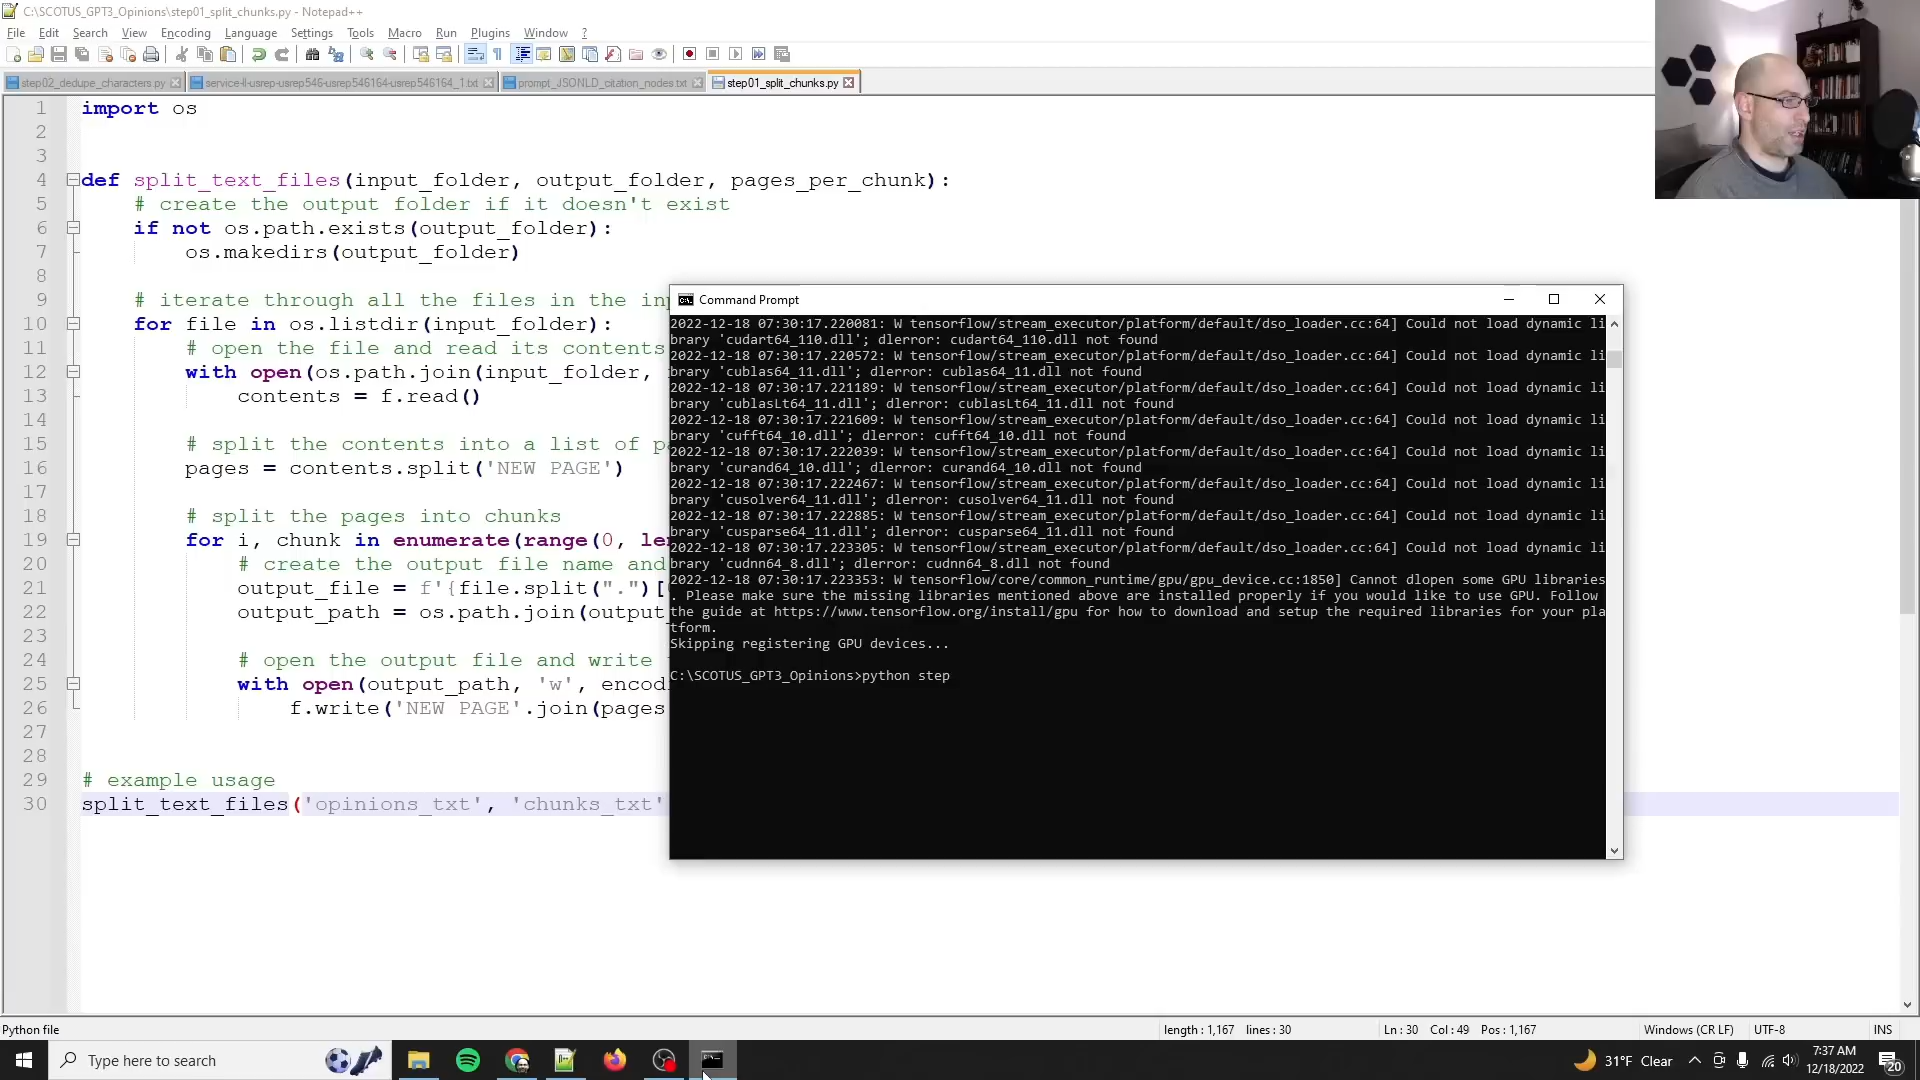 C:\SCOTUS_GPT3_Opinions\step01_split_chunks.py - Notepad++
File Edit Search View Encoding Language Settings Tools Macro Run Plugins Window ?
step02_dedupe_characters.py service-ll-usrep-usrep546-usrep546164-usrep546164_1.txt prompt_JSONLD_citation_nodes.txt step01_split_chunks.py
1 import os
2
3
4 def split_text_files(input_folder, output_folder, pages_per_chunk):
5 # create the output folder if it doesn't exist
6 if not os.path.exists(output_folder):
7 os.makedirs(output_folder)
8
9 # iterate through all the files in the in
10 for file in os.listdir(input_folder):
11 # open the file and read its contents
12 with open(os.path.join(input_folder,
13 contents = f.read()
14
15 # split the contents into a list of p
16 pages = contents.split('NEW PAGE')
17
18 # split the pages into chunks
19 for i, chunk in enumerate(range(0, le
20 # create the output file name and
21 output_file = f'{file.split(".")[
22 output_path = os.path.join(output
23
24 # open the output file and write
25 with open(output_path, 'w', encod
26 f.write('NEW PAGE'.join(pages
27
28
29 # example usage
30 split_text_files('opinions_txt', 'chunks_txt'
Command Prompt
2022-12-18 07:30:17.220081: W tensorflow/stream_executor/platform/default/dso_loader.cc:64] Could not load dynamic li
brary 'cudart64_110.dll'; dlerror: cudart64_110.dll not found
2022-12-18 07:30:17.220572: W tensorflow/stream_executor/platform/default/dso_loader.cc:64] Could not load dynamic li
brary 'cublas64_11.dll'; dlerror: cublas64_11.dll not found
2022-12-18 07:30:17.221189: W tensorflow/stream_executor/platform/default/dso_loader.cc:64] Could not load dynamic li
brary 'cublasLt64_11.dll'; dlerror: cublasLt64_11.dll not found
2022-12-18 07:30:17.221609: W tensorflow/stream_executor/platform/default/dso_loader.cc:64] Could not load dynamic li
brary 'cufft64_10.dll'; dlerror: cufft64_10.dll not found
2022-12-18 07:30:17.222039: W tensorflow/stream_executor/platform/default/dso_loader.cc:64] Could not load dynamic li
brary 'curand64_10.dll'; dlerror: curand64_10.dll not found
2022-12-18 07:30:17.222467: W tensorflow/stream_executor/platform/default/dso_loader.cc:64] Could not load dynamic li
brary 'cusolver64_11.dll'; dlerror: cusolver64_11.dll not found
2022-12-18 07:30:17.222885: W tensorflow/stream_executor/platform/default/dso_loader.cc:64] Could not load dynamic li
brary 'cusparse64_11.dll'; dlerror: cusparse64_11.dll not found
2022-12-18 07:30:17.223305: W tensorflow/stream_executor/platform/default/dso_loader.cc:64] Could not load dynamic li
brary 'cudnn64_8.dll'; dlerror: cudnn64_8.dll not found
2022-12-18 07:30:17.223353: W tensorflow/core/common_runtime/gpu/gpu_device.cc:1850] Cannot dlopen some GPU libraries
. Please make sure the missing libraries mentioned above are installed properly if you would like to use GPU. Follow
the guide at https://www.tensorflow.org/install/gpu for how to download and setup the required libraries for your pla
tform.
Skipping registering GPU devices...
C:\SCOTUS_GPT3_Opinions>python step
Python file length : 1,167 lines : 30 Ln : 30 Col : 49 Pos : 1,167 Windows (CR LF) UTF-8 INS
Type here to search
31°F Clear
7:37 AM
12/18/2022
20